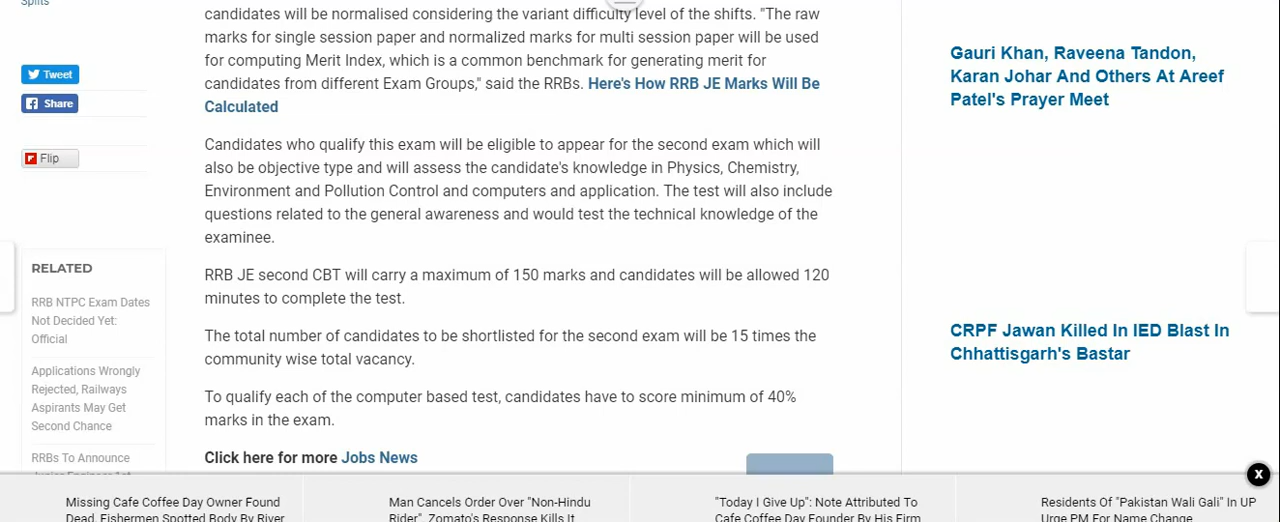 Splits
Tweet
Share
Flip
RELATED
RRB NTPC Exam Dates
Not Decided Yet:
Official
Applications Wrongly
Rejected, Railways
Aspirants May Get
Second Chance
RRBs To Announce
candidates will be normalised considering the variant difficulty level of the shifts. "The raw
marks for single session paper and normalized marks for multi session paper will be used
for computing Merit Index, which is a common benchmark for generating merit for
candidates from different Exam Groups," said the RRBs. Here's How RRB JE Marks Will Be
Calculated
Candidates who qualify this exam will be eligible to appear for the second exam which will
also be objective type and will assess the candidate's knowledge in Physics, Chemistry,
Environment and Pollution Control and computers and application. The test will also include
questions related to the general awareness and would test the technical knowledge of the
examinee.
RRB JE second CBT will carry a maximum of 150 marks and candidates will be allowed 120
minutes to complete the test.
The total number of candidates to be shortlisted for the second exam will be 15 times the
community wise total vacancy.
To qualify each of the computer based test, candidates have to score minimum of 40%
marks in the exam.
Click here for more Jobs News
Gauri Khan, Raveena Tandon,
Karan Johar And Others At Areef
Patel's Prayer Meet
CRPF Jawan Killed In IED Blast In
Chhattisgarh's Bastar
X
Missing Cafe Coffee Day Owner Found
Dead, Fishermen Spotted Body By River
Man Cancels Order Over "Non-Hindu
Rider". Zomato's Response Kills It
"Today I Give Up": Note Attributed To
Cafe Coffee Day Founder By His Firm
Residents Of "Pakistan Wali Gali" In UP
Urge PM For Name Change